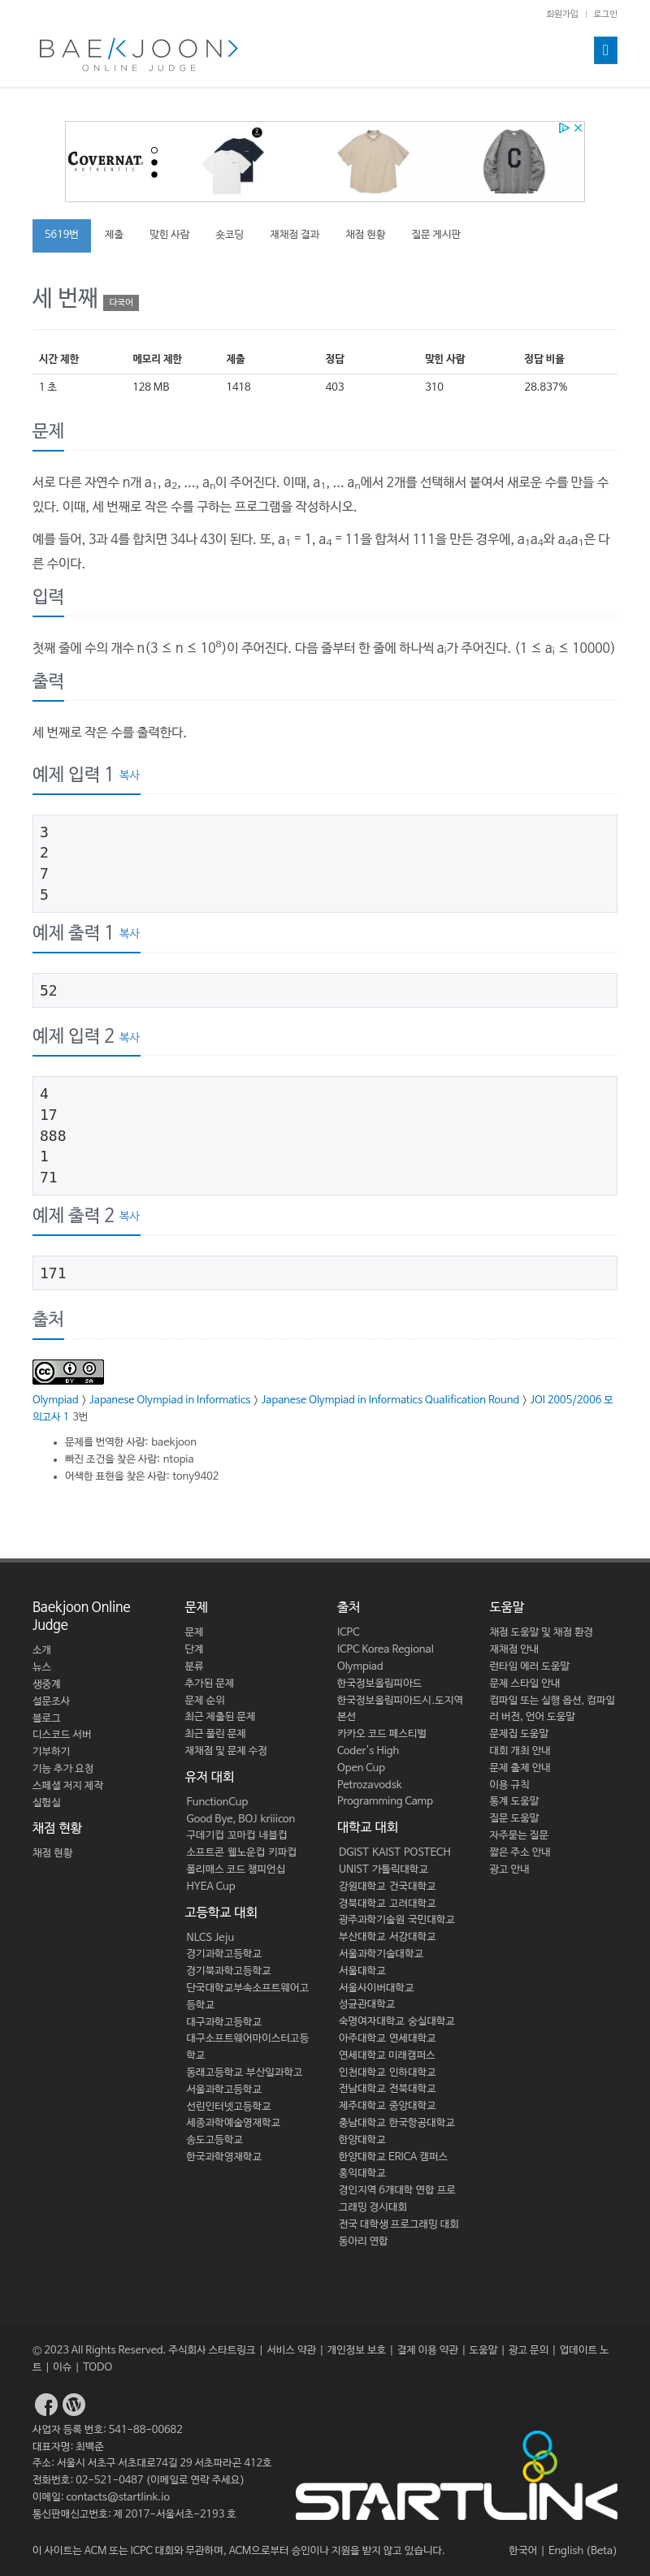 회원가입 | 로그인
BAEKJOON>
ONLINE JUDGE
COVERNAT
AUTHENTIC
C
5619번 제출 맞힌 사람 숏코딩 재채점 결과 채점 현황 질문 게시판
세 번째 다국어
시간 제한 메모리 제한 제출 정답 맞힌 사람 정답 비율
1 초 128 MB 1418 403 310 28.837%
문제
서로 다른 자연수 n개 a1, a2, ..., an이 주어진다. 이때, a1, ... an에서 2개를 선택해서 붙여서 새로운 수를 만들 수
있다. 이때, 세 번째로 작은 수를 구하는 프로그램을 작성하시오.
예를 들어, 3과 4를 합치면 34나 43이 된다. 또, a1 = 1, a4 = 11을 합쳐서 111을 만든 경우에, a1a4와 a4a1은 다
른 수이다.
입력
첫째 줄에 수의 개수 n(3 ≤ n ≤ 10⁸)이 주어진다. 다음 줄부터 한 줄에 하나씩 ai가 주어진다. (1 ≤ ai ≤ 10000)
출력
세 번째로 작은 수를 출력한다.
예제 입력 1 복사
3
2
7
5
예제 출력 1 복사
52
예제 입력 2 복사
4
17
888
1
71
예제 출력 2 복사
171
출처
cc BY SA
Olympiad > Japanese Olympiad in Informatics > Japanese Olympiad in Informatics Qualification Round > JOI 2005/2006 모
의고사 1 3번
문제를 번역한 사람: baekjoon
빠진 조건을 찾은 사람: ntopia
어색한 표현을 찾은 사람: tony9402
Baekjoon Online
Judge
소개
뉴스
생중계
설문조사
블로그
디스코드 서버
기부하기
기능 추가 요청
스페셜 저지 제작
실험실
채점 현황
채점 현황
문제
문제
단계
분류
추가된 문제
문제 순위
최근 제출된 문제
최근 풀린 문제
재채점 및 문제 수정
유저 대회
FunctionCup
Good Bye, BOJ kriiicon
구데기컵 꼬마컵 네블컵
소프트콘 웰노운컵 키파컵
폴리매스 코드 챔피언십
HYEA Cup
고등학교 대회
NLCS Jeju
경기과학고등학교
경기북과학고등학교
단국대학교부속소프트웨어고
등학교
대구과학고등학교
대구소프트웨어마이스터고등
학교
동래고등학교 부산일과학고
서울과학고등학교
선린인터넷고등학교
세종과학예술영재학교
송도고등학교
한국과학영재학교
출처
ICPC
ICPC Korea Regional
Olympiad
한국정보올림피아드
한국정보올림피아드시.도지역
본선
카카오 코드 페스티벌
Coder's High
Open Cup
Petrozavodsk
Programming Camp
대학교 대회
DGIST KAIST POSTECH
UNIST 가톨릭대학교
강원대학교 건국대학교
경북대학교 고려대학교
광주과학기술원 국민대학교
부산대학교 서강대학교
서울과학기술대학교
서울대학교
서울사이버대학교
성균관대학교
숙명여자대학교 숭실대학교
아주대학교 연세대학교
연세대학교 미래캠퍼스
인천대학교 인하대학교
전남대학교 전북대학교
제주대학교 중앙대학교
충남대학교 한국항공대학교
한양대학교
한양대학교 ERICA 캠퍼스
홍익대학교
경인지역 6개대학 연합 프로
그래밍 경시대회
전국 대학생 프로그래밍 대회
동아리 연합
도움말
채점 도움말 및 채점 환경
재채점 안내
런타임 에러 도움말
문제 스타일 안내
컴파일 또는 실행 옵션, 컴파일
러 버전, 언어 도움말
문제집 도움말
대회 개최 안내
문제 출제 안내
이용 규칙
통계 도움말
질문 도움말
자주묻는 질문
짧은 주소 안내
광고 안내
© 2023 All Rights Reserved. 주식회사 스타트링크 | 서비스 약관 | 개인정보 보호 | 결제 이용 약관 | 도움말 | 광고 문의 | 업데이트 노
트 | 이슈 | TODO
사업자 등록 번호: 541-88-00682
대표자명: 최백준
주소: 서울시 서초구 서초대로74길 29 서초파라곤 412호
전화번호: 02-521-0487 (이메일로 연락 주세요)
이메일: contacts@startlink.io
통신판매신고번호: 제 2017-서울서초-2193 호
STARTLINK
이 사이트는 ACM 또는 ICPC 대회와 무관하며, ACM으로부터 승인이나 지원을 받지 않고 있습니다.
한국어 | English (Beta)